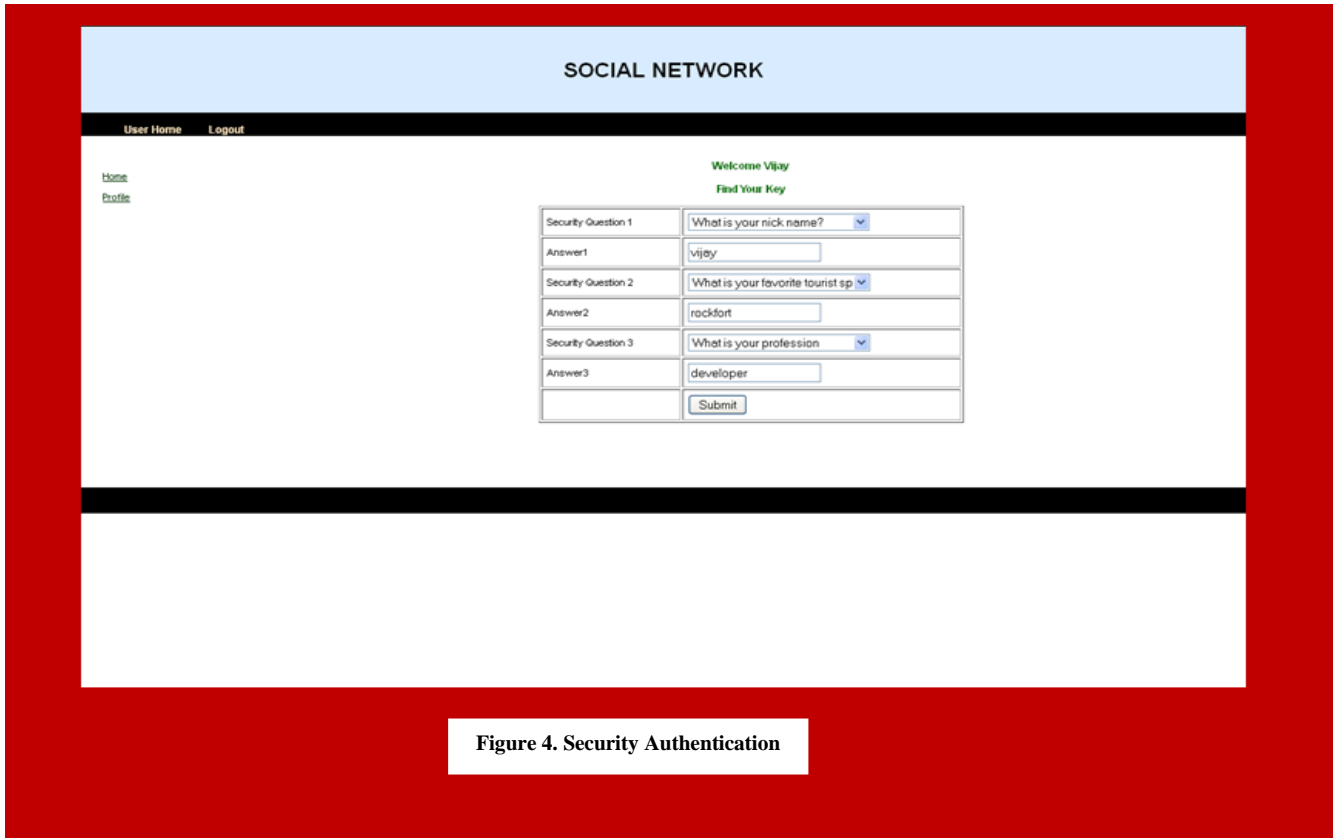 SOCIAL NETWORK
User Home Logout
Home
Profile
Welcome Vijay
Find Your Key
Security Question 1 What is your nick name?
Answer1 vijay
Security Question 2 What is your favorite tourist sp
Answer2 rockfort
Security Question 3 What is your profession
Answer3 developer
Submit
Figure 4. Security Authentication